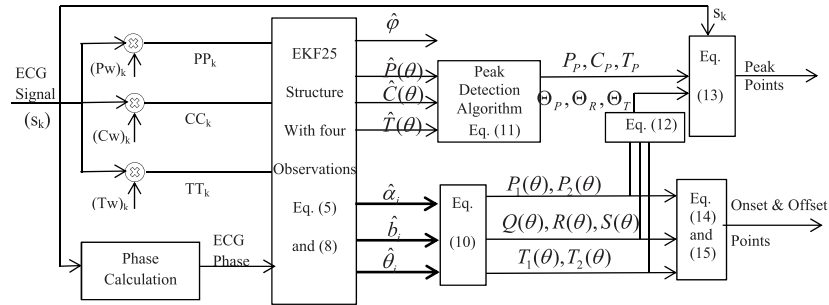 s_k
ECG
Signal
(s_k)
(Pw)_k
PP_k
(Cw)_k
CC_k
(Tw)_k
TT_k
Phase
Calculation
ECG
Phase
EKF25
Structure
With four
Observations
Eq. (5)
and (8)
φ̂
P̂(θ)
Ĉ(θ)
T̂(θ)
α̂_i
b̂_i
θ̂_i
Peak
Detection
Algorithm
Eq. (11)
P_P, C_P, T_P
Θ_P, Θ_R, Θ_T
Eq. (12)
Eq.
(13)
Peak
Points
Eq.
(10)
P_1(θ), P_2(θ)
Q(θ), R(θ), S(θ)
T_1(θ), T_2(θ)
Eq.
(14)
and
(15)
Onset & Offset
Points